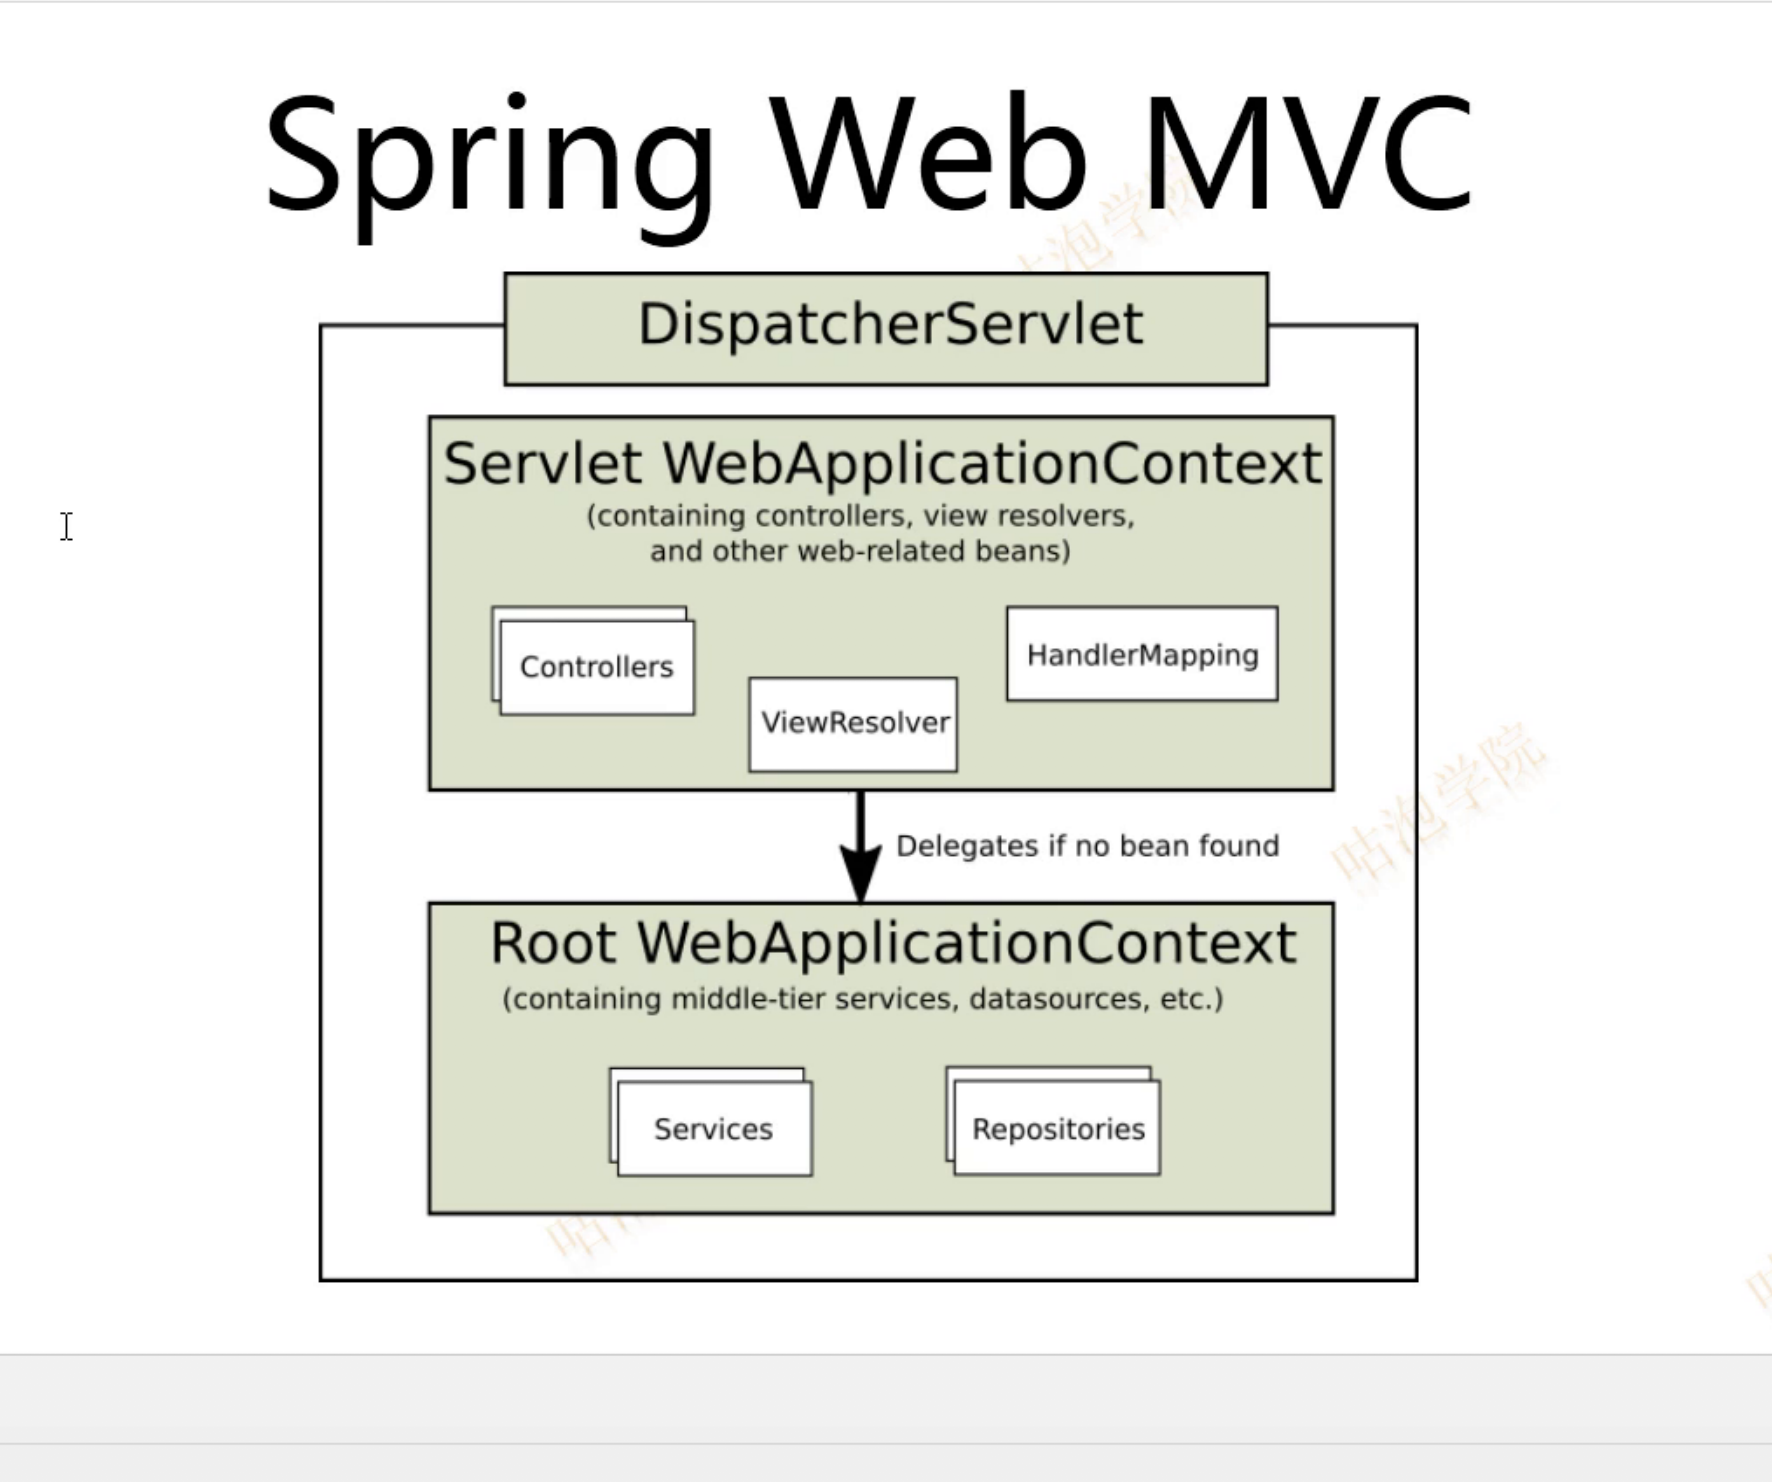 Spring Web MVC
DispatcherServlet
Servlet WebApplicationContext
(containing controllers, view resolvers,
and other web-related beans)
Controllers
HandlerMapping
ViewResolver
Delegates if no bean found
咕泡学院
Root WebApplicationContext
(containing middle-tier services, datasources, etc.)
Services
Repositories